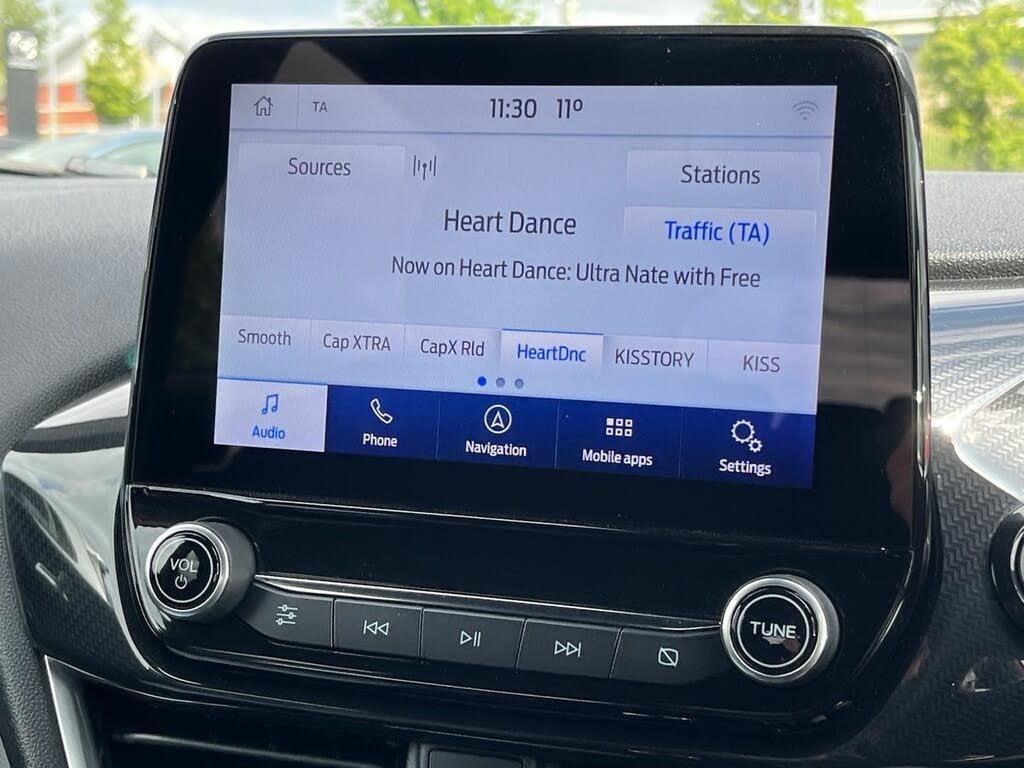 TA 11:30 11°
Sources Stations
Heart Dance
Traffic (TA)
Now on Heart Dance: Ultra Nate with Free
Smooth Cap XTRA CapX Rld HeartDnc KISSTORY KISS
Audio Phone Navigation Mobile apps Settings
VOL
TUNE